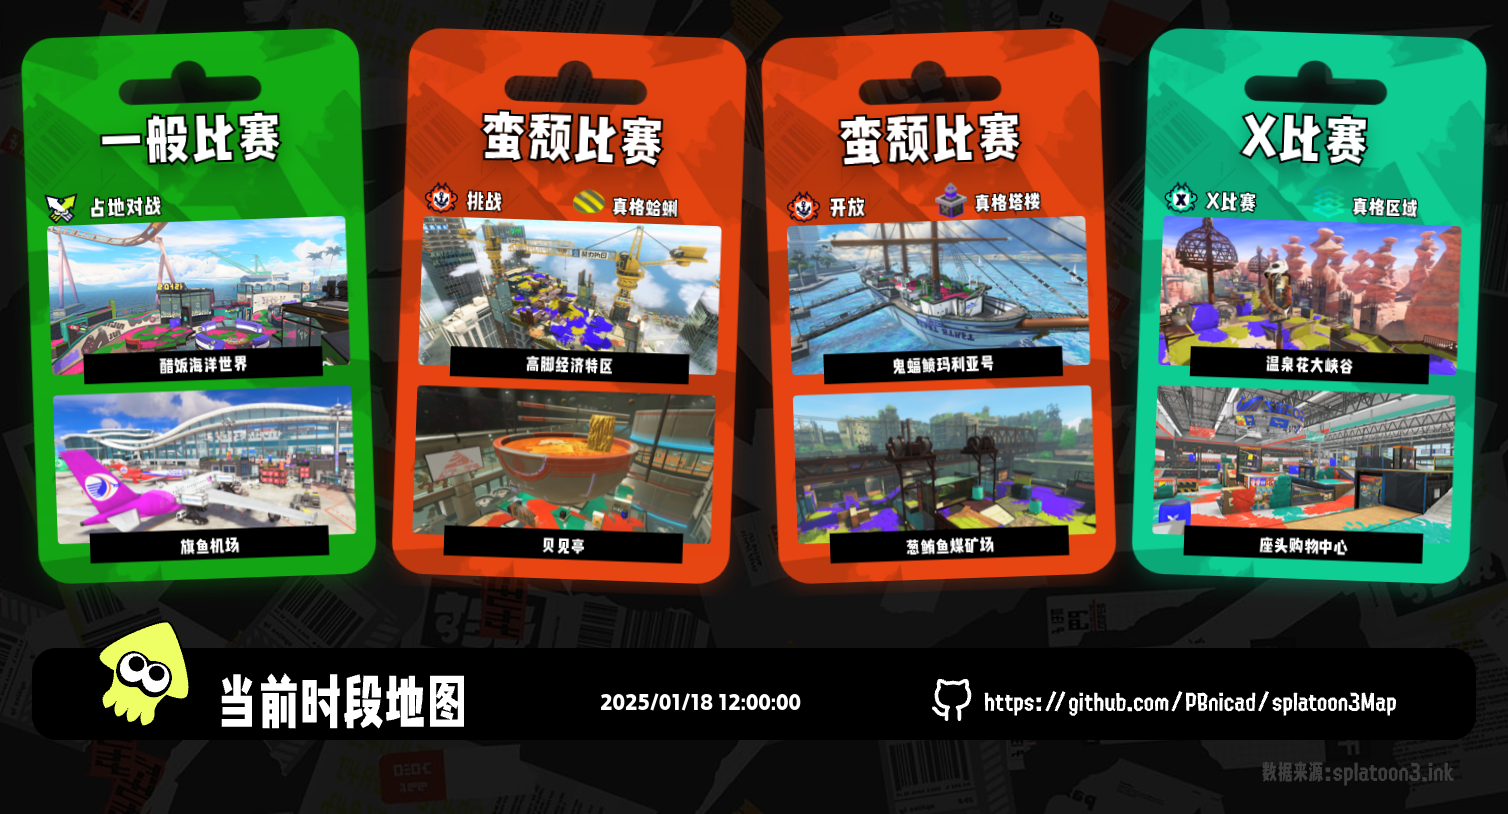 一般比赛
占地对战
醋饭海洋世界
旗鱼机场
蛮颓比赛
挑战
真格蛤蜊
高脚经济特区
贝见亭
蛮颓比赛
开放
真格塔楼
鬼蝠鲼玛利亚号
葱鲔鱼煤矿场
X比赛
X比赛
真格区域
温泉花大峡谷
座头购物中心
当前时段地图
2025/01/18 12:00:00
https://github.com/PBnicad/splatoon3Map
数据来源:splatoon3.ink